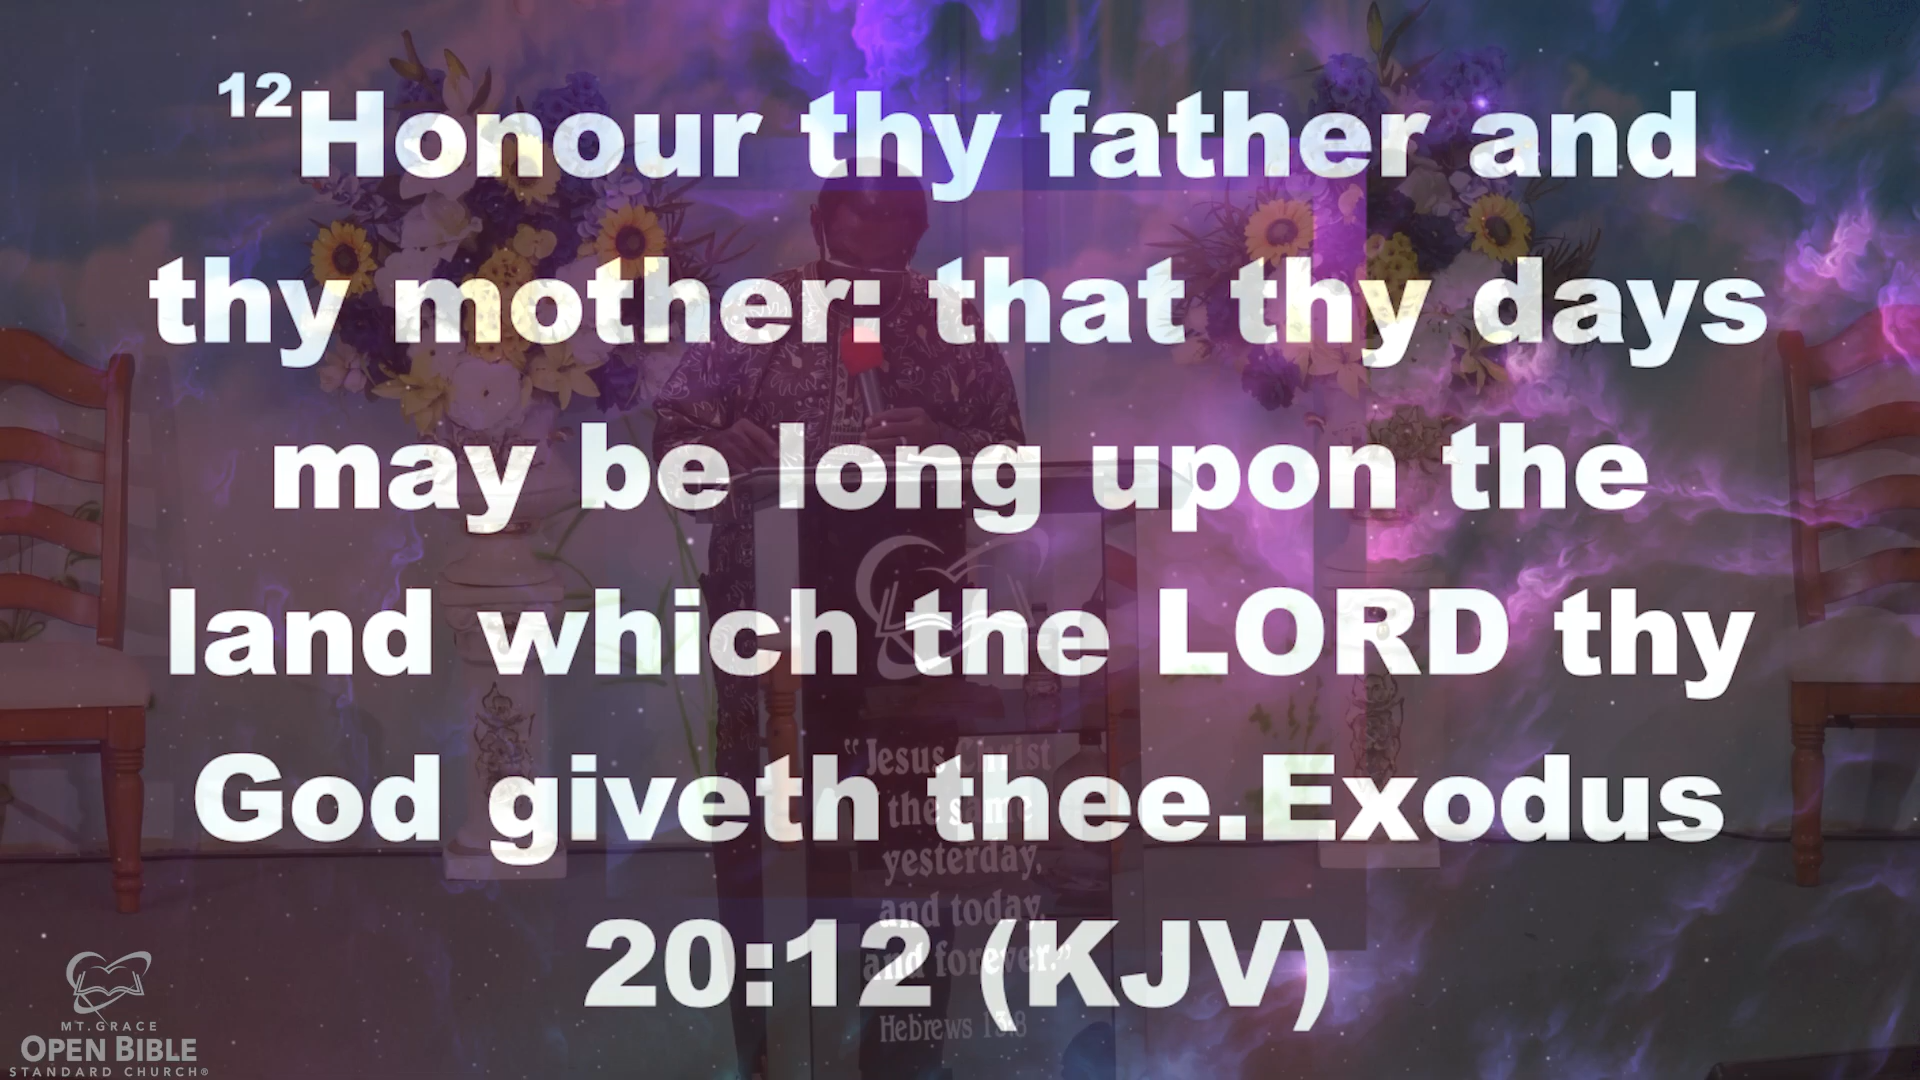 12Honour thy father and
thy mother: that thy days
may be long upon the
land which the LORD thy
God giveth thee.Exodus
20:12 (KJV)
“Jesus Christ
the same
yesterday,
and today,
and forever.”
Hebrews 13:8
MT. GRACE
OPEN BIBLE
STANDARD CHURCH®